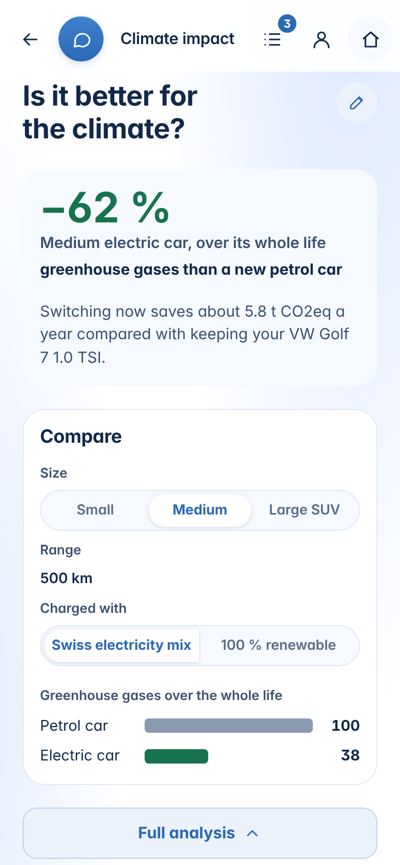 Climate impact
3
Is it better for
the climate?
−62 %
Medium electric car, over its whole life
greenhouse gases than a new petrol car
Switching now saves about 5.8 t CO2eq a
year compared with keeping your VW Golf
7 1.0 TSI.
Compare
Size
Small Medium Large SUV
Range
500 km
Charged with
Swiss electricity mix 100 % renewable
Greenhouse gases over the whole life
Petrol car 100
Electric car 38
Full analysis